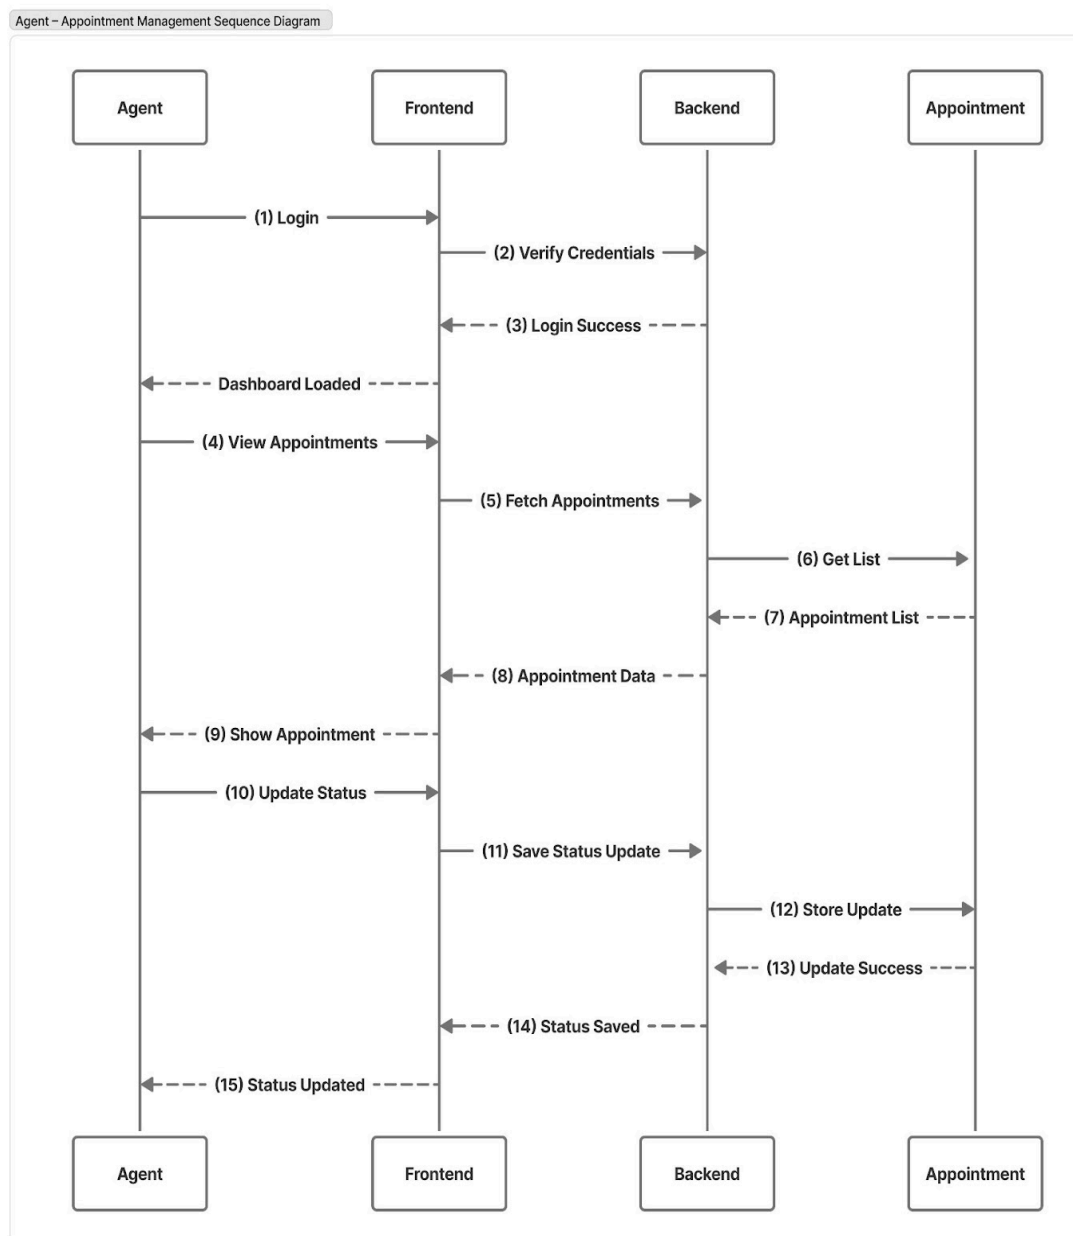 Agent – Appointment Management Sequence Diagram
Agent
Frontend
Backend
Appointment
(1) Login
(2) Verify Credentials
(3) Login Success
Dashboard Loaded
(4) View Appointments
(5) Fetch Appointments
(6) Get List
(7) Appointment List
(8) Appointment Data
(9) Show Appointment
(10) Update Status
(11) Save Status Update
(12) Store Update
(13) Update Success
(14) Status Saved
(15) Status Updated
Agent
Frontend
Backend
Appointment